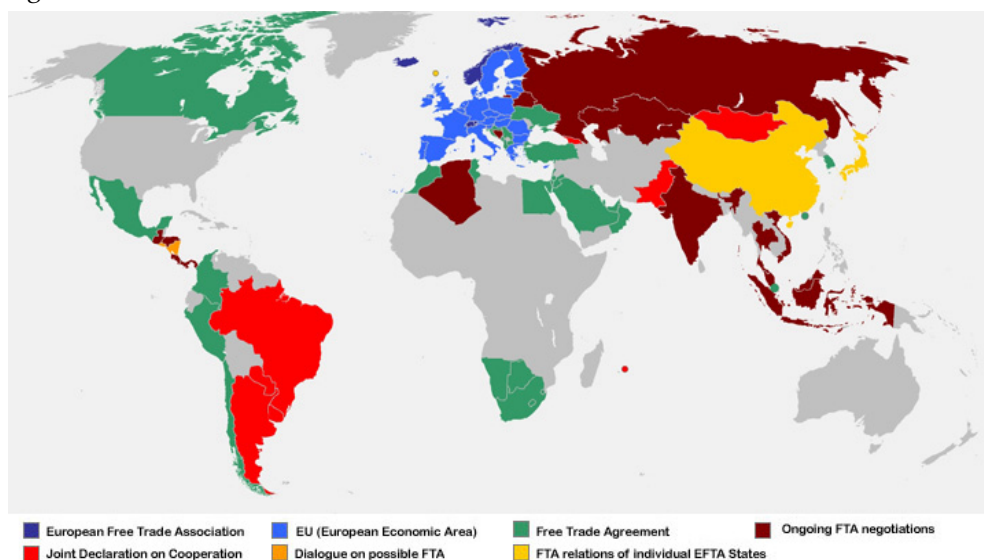 European Free Trade Association
EU (European Economic Area)
Free Trade Agreement
Ongoing FTA negotiations
Joint Declaration on Cooperation
Dialogue on possible FTA
FTA relations of individual EFTA States